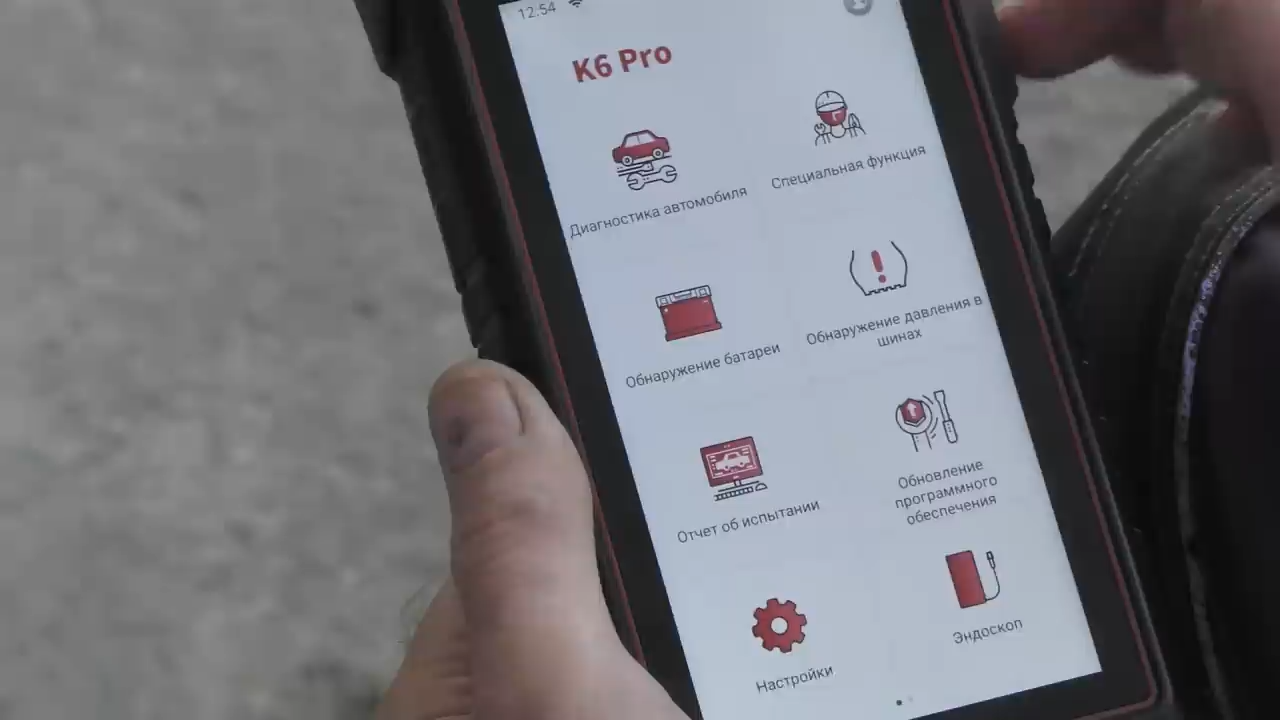 12:54
K6 Pro
Диагностика автомобиля
Специальная функция
Обнаружение батареи
Обнаружение давления в
шинах
Отчет об испытании
Обновление
программного
обеспечения
Настройки
Эндоскоп